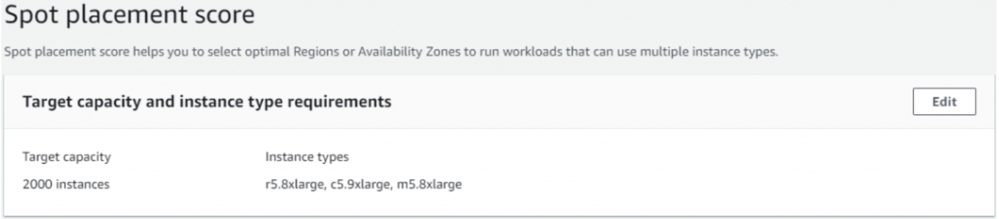 Spot placement score
Spot placement score helps you to select optimal Regions or Availability Zones to run workloads that can use multiple instance types.
Target capacity and instance type requirements
Edit
Target capacity
Instance types
2000 instances
r5.8xlarge, c5.9xlarge, m5.8xlarge